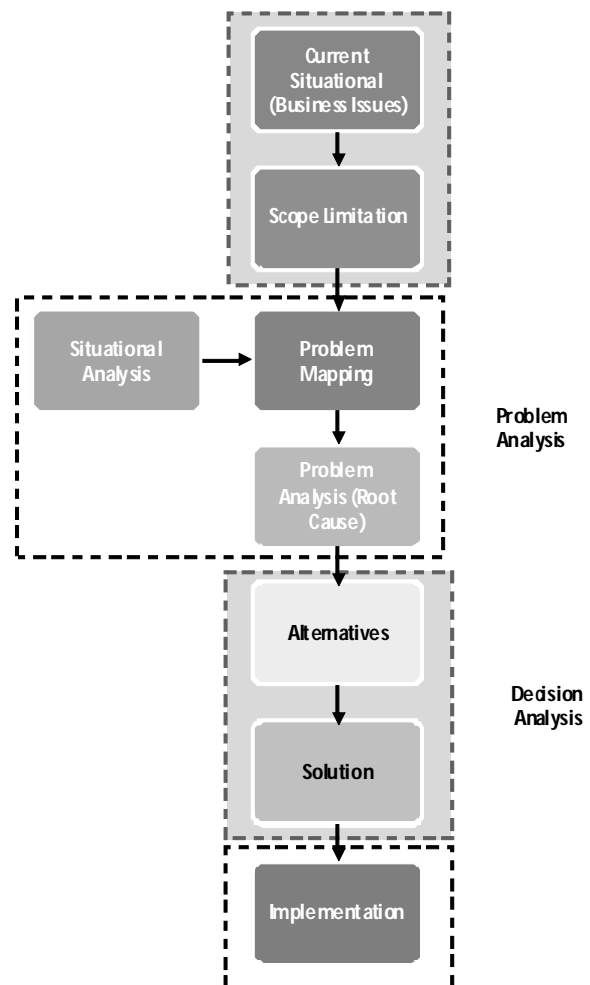 Current
Situational
(Business Issues)
Scope Limitation
Situational
Analysis
Problem
Mapping
Problem
Analysis
Problem
Analysis (Root
Cause)
Alternatives
Decision
Analysis
Solution
Implementation